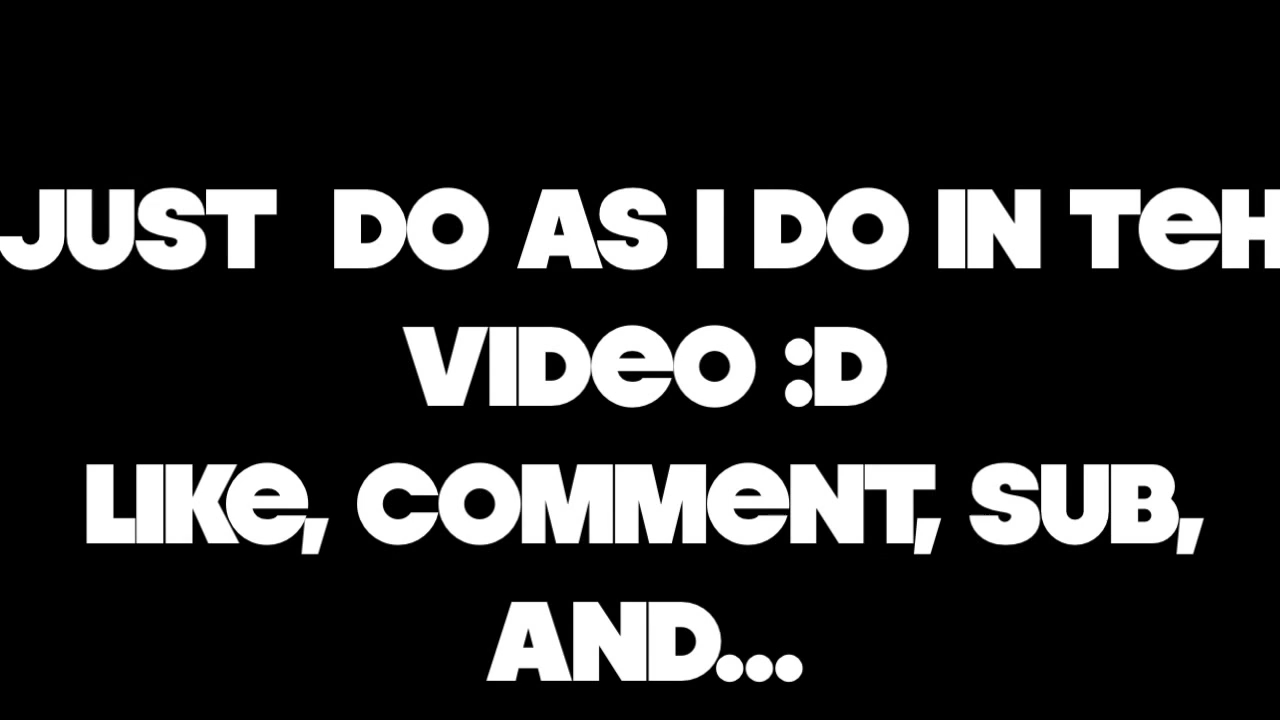 JUST DO AS I DO IN TeH
VIDeO :D
LIKe, COMMeNT, SUB,
AND...